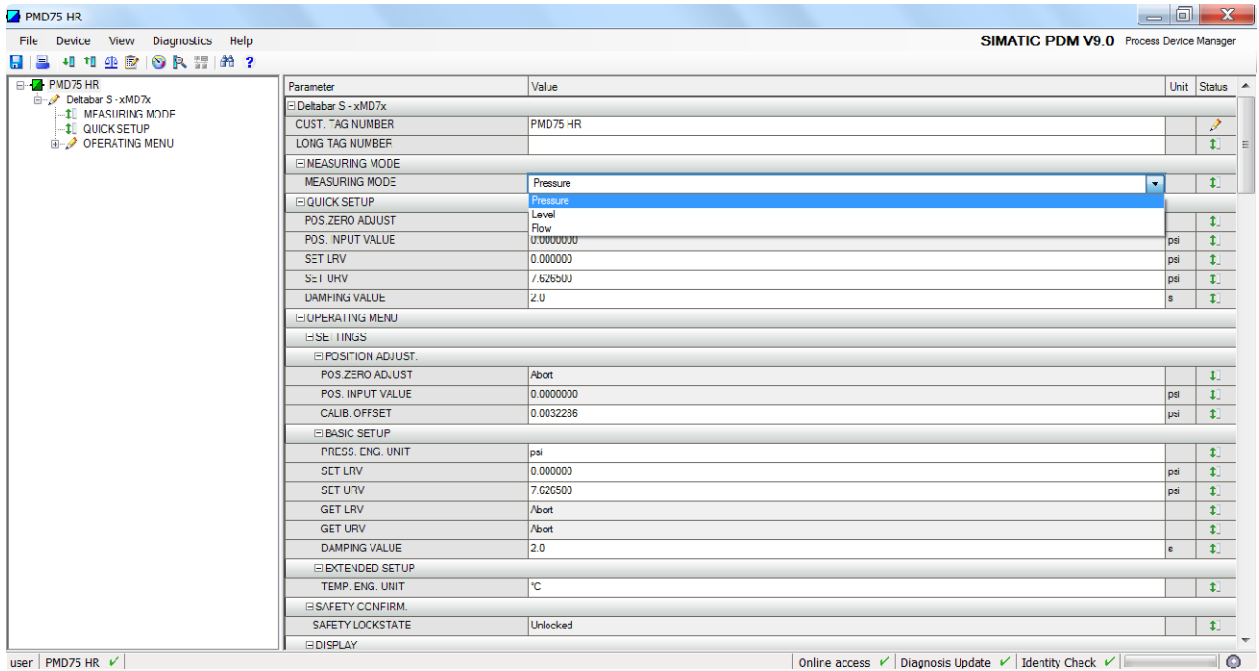 PMD75 HR
File Device View Diagnostics Help
SIMATIC PDM V9.0 Process Device Manager
PMD75 HR
Deltabar S - xMD7x
MEASURING MODE
QUICK SETUP
OPERATING MENU
Parameter Value Unit Status
Deltabar S - xMD7x
CUST. TAG NUMBER PMD75 HR
LONG TAG NUMBER
MEASURING MODE
MEASURING MODE Pressure
QUICK SETUP Pressure
Level
POS.ZERO ADJUST Flow
POS. INPUT VALUE 0.0000000 psi
SET LRV 0.000000 psi
SET URV 7.626500 psi
DAMPING VALUE 2.0 s
OPERATING MENU
SETTINGS
POSITION ADJUST.
POS.ZERO ADJUST Abort
POS. INPUT VALUE 0.0000000 psi
CALIB. OFFSET 0.0032286 psi
BASIC SETUP
PRESS. ENG. UNIT psi
SET LRV 0.000000 psi
SET URV 7.626500 psi
GET LRV Abort
GET URV Abort
DAMPING VALUE 2.0 s
EXTENDED SETUP
TEMP. ENG. UNIT °C
SAFETY CONFIRM.
SAFETY LOCKSTATE Unlocked
DISPLAY
user PMD75 HR Online access Diagnosis Update Identity Check